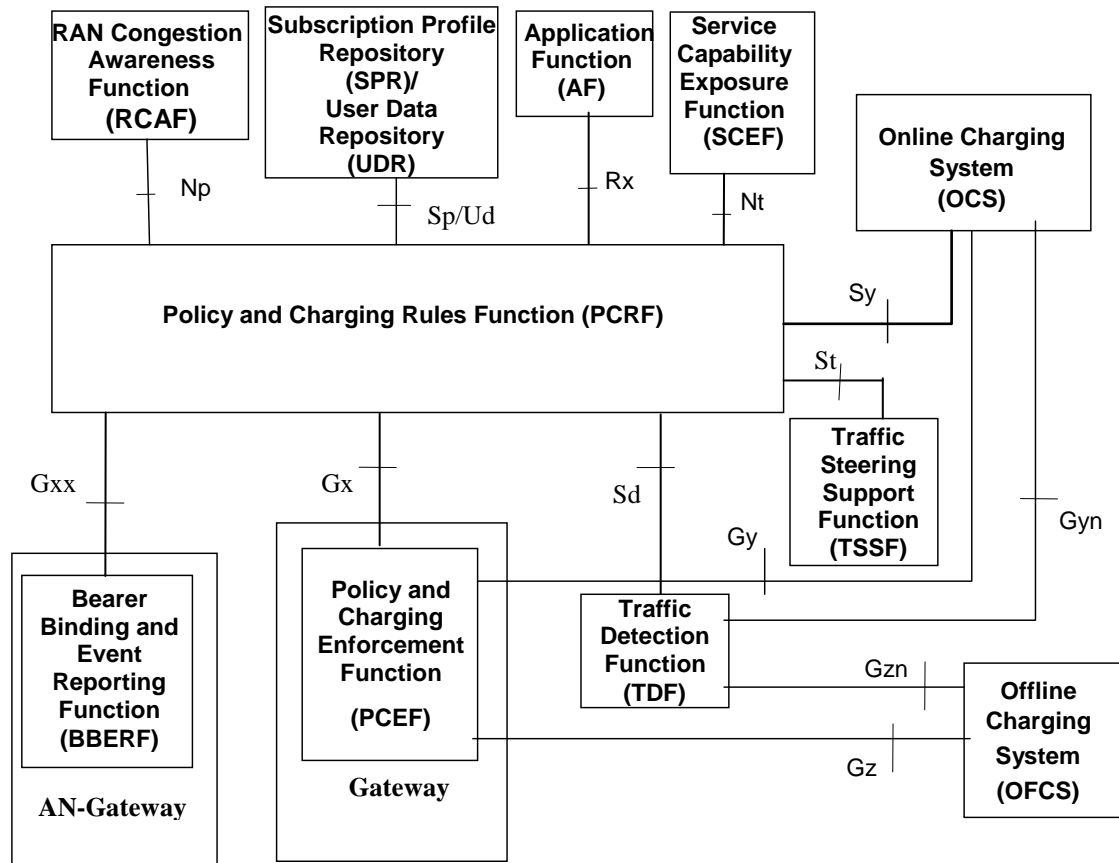 RAN Congestion
Awareness
Function
(RCAF)
Subscription Profile
Repository
(SPR)/
User Data
Repository
(UDR)
Application
Function
(AF)
Service
Capability
Exposure
Function
(SCEF)
Online Charging
System
(OCS)
Np
Sp/Ud
Rx
Nt
Policy and Charging Rules Function (PCRF)
Sy
St
Traffic
Steering
Support
Function
(TSSF)
Gxx
Gx
Sd
Gy
Gyn
Bearer
Binding and
Event
Reporting
Function
(BBERF)
AN-Gateway
Policy and
Charging
Enforcement
Function
(PCEF)
Gateway
Traffic
Detection
Function
(TDF)
Gzn
Gz
Offline
Charging
System
(OFCS)